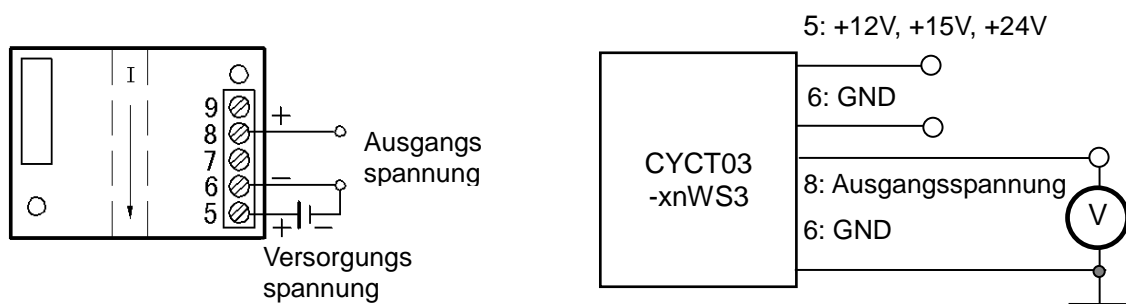 I
9
8
7
6
5
+
−
+
−
Ausgangs
spannung
Versorgungs
spannung
5: +12V, +15V, +24V
6: GND
CYCT03
-xnWS3
8: Ausgangsspannung
6: GND
V